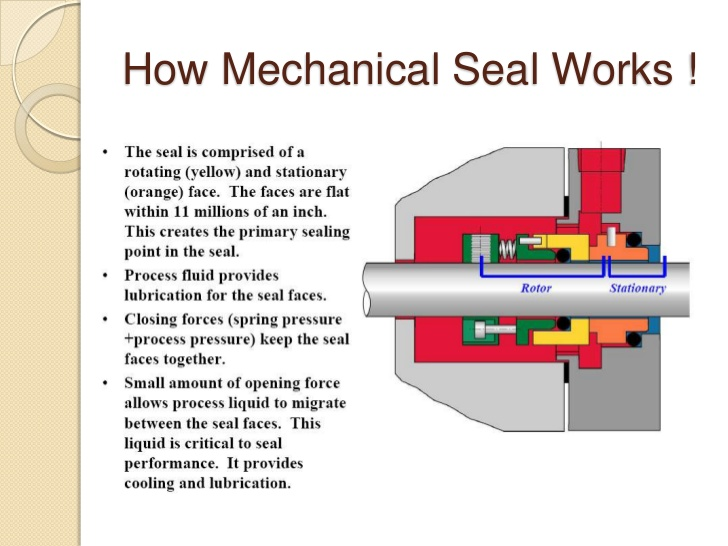 How Mechanical Seal Works !
• The seal is comprised of a
rotating (yellow) and stationary
(orange) face. The faces are flat
within 11 millions of an inch.
This creates the primary sealing
point in the seal.
• Process fluid provides
lubrication for the seal faces.
• Closing forces (spring pressure
+process pressure) keep the seal
faces together.
• Small amount of opening force
allows process liquid to migrate
between the seal faces. This
liquid is critical to seal
performance. It provides
cooling and lubrication.
Rotor
Stationary